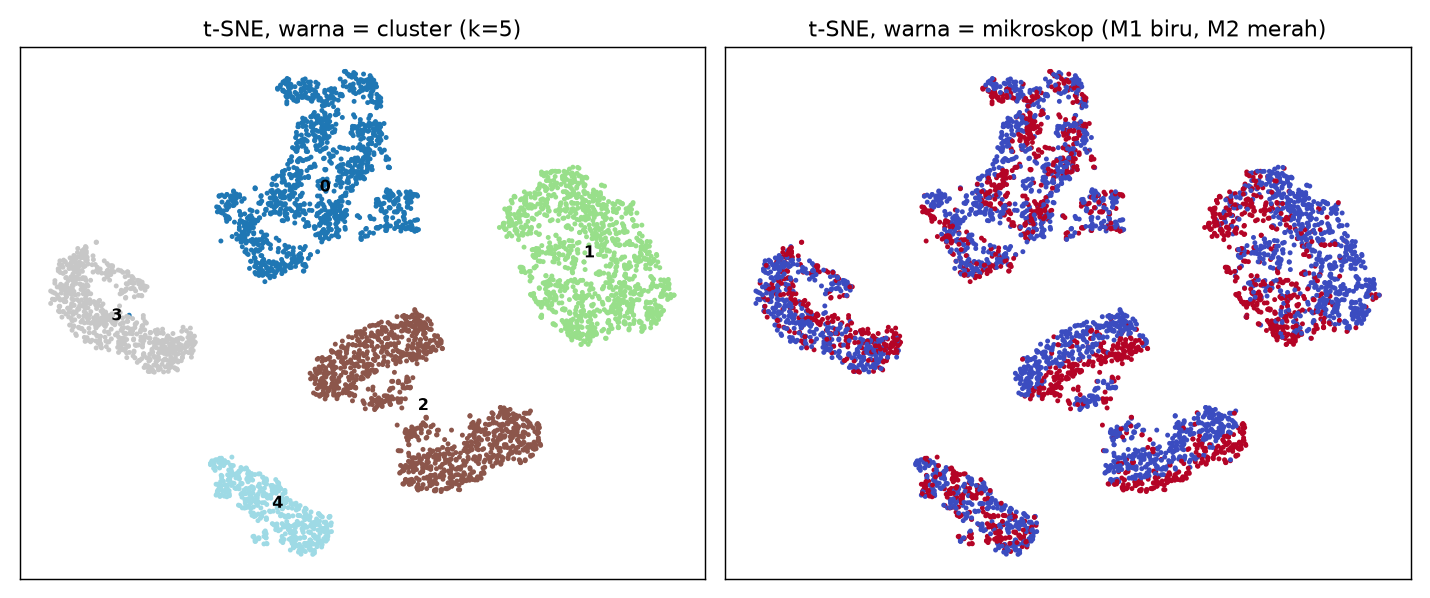 t-SNE, warna = cluster (k=5)
t-SNE, warna = mikroskop (M1 biru, M2 merah)
0
1
3
2
4